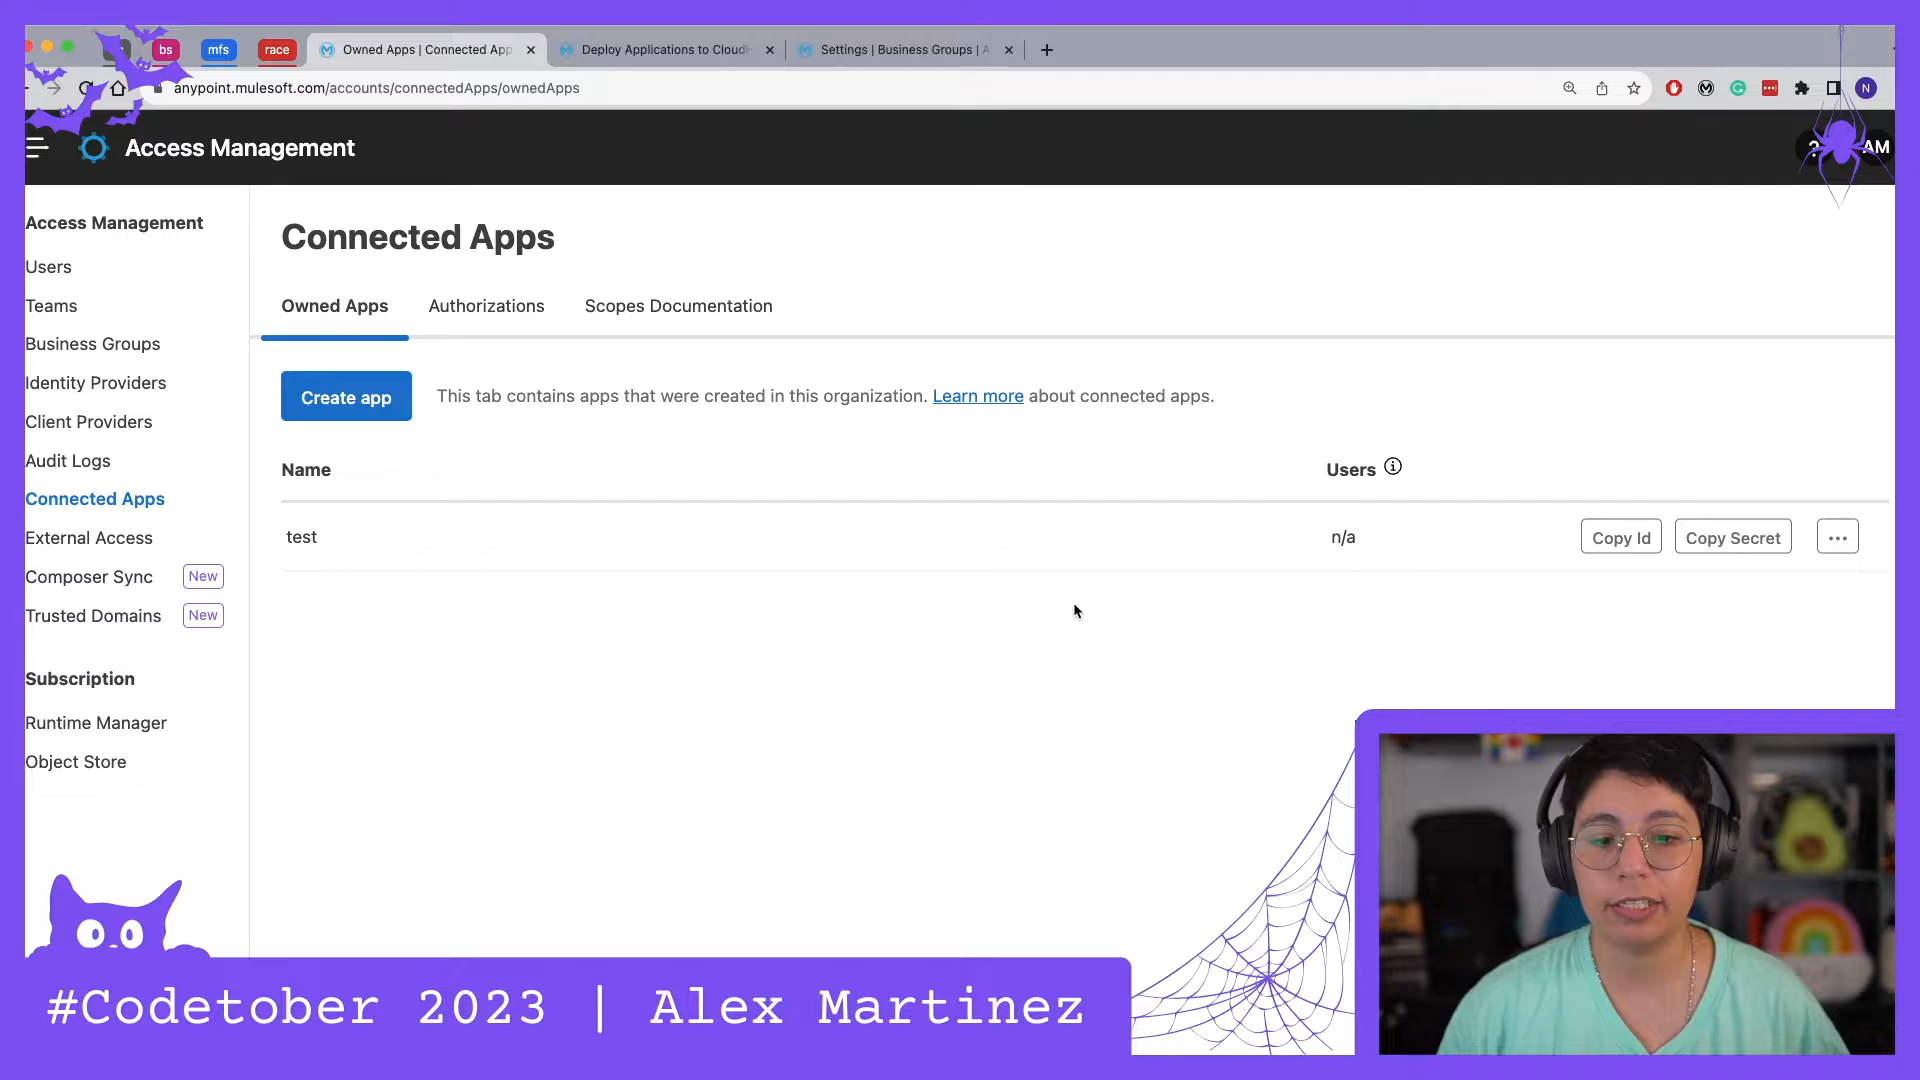 bs
mfs
race
Owned Apps | Connected App
Deploy Applications to CloudH
Settings | Business Groups | A
anypoint.mulesoft.com/accounts/connectedApps/ownedApps
N
Access Management
?
AM
Access Management
Users
Teams
Business Groups
Identity Providers
Client Providers
Audit Logs
Connected Apps
External Access
Composer Sync New
Trusted Domains New
Subscription
Runtime Manager
Object Store
Connected Apps
Owned Apps Authorizations Scopes Documentation
Create app This tab contains apps that were created in this organization. Learn more about connected apps.
Name Users
test n/a Copy Id Copy Secret
#Codetober 2023 | Alex Martinez